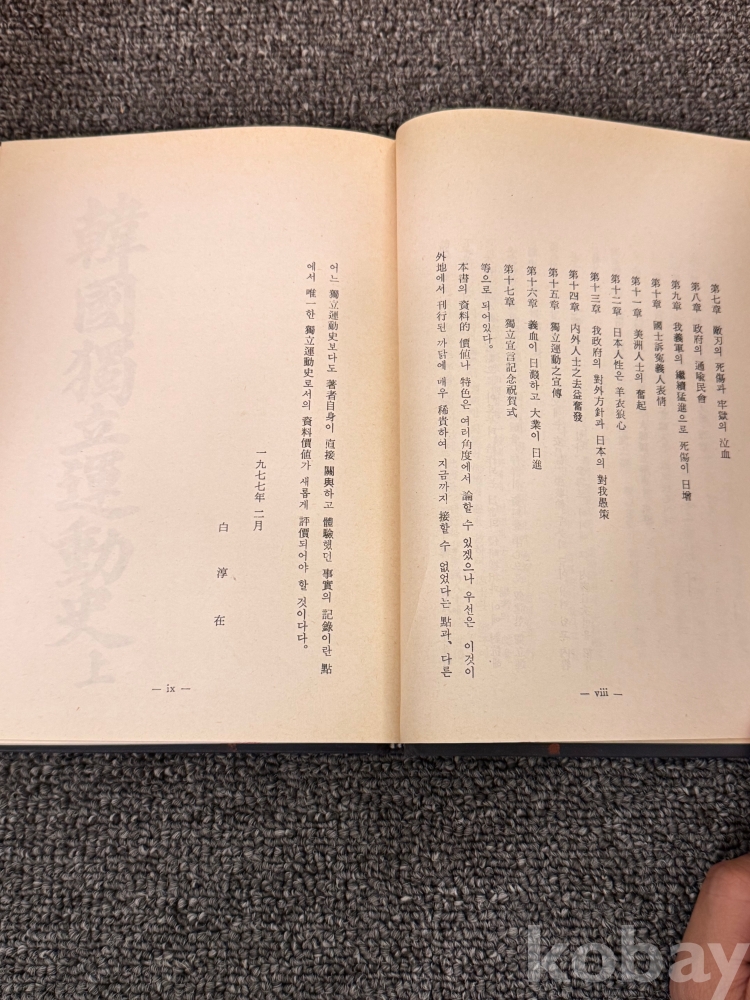 第七章 敵刃의 死傷과 牢獄의 泣血
第八章 政府의 通喩民會
第九章 我義軍의 繼續猛進으로 死傷이 日增
第十章 國士訴寃義人表情
第十一章 美洲人士의 奮起
第十二章 日本人性은 羊衣狼心
第十三章 我政府의 對外方針과 日本의 對我愚策
第十四章 内外人士之去益奮發
第十五章 獨立運動之宣傳
第十六章 義血이 日潑하고 大業이 日進
第十七章 獨立宣言記念祝賀式
等으로 되어있다。
本書의 資料的 價値나 特色은 여러角度에서 論할 수 있겠으나 우선은 이것이
外地에서 刊行된 까닭에 매우 稀貴하여 지금까지 接할 수 없었다는 點과、 다른
— viii —
어느 獨立運動史보다도 著者自身이 直接 關與하고 體驗했던 事實의 記錄이란 點
에서 唯一한 獨立運動史로서의 資料價値가 새롭게 評價되어야 할 것이다다。
一九七七年 二月
白 淳 在
— ix —
韓國獨立運動史 上
kobay